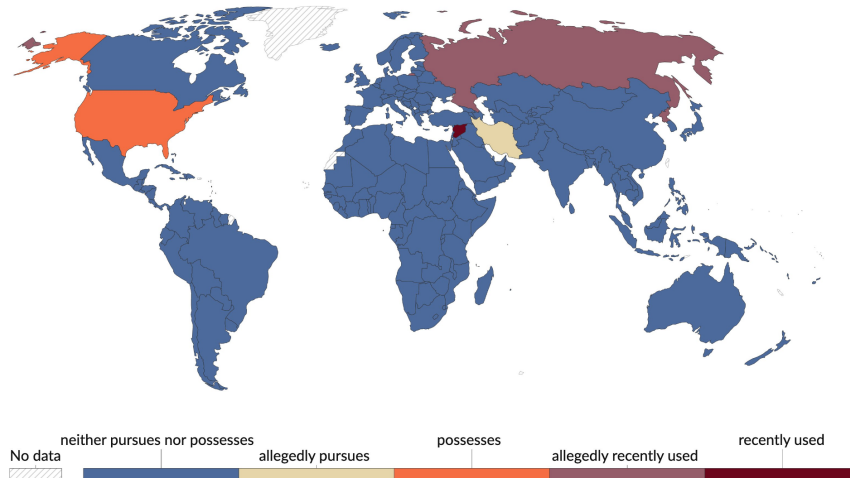 neither pursues nor possesses
possesses
recently used
No data
allegedly pursues
allegedly recently used